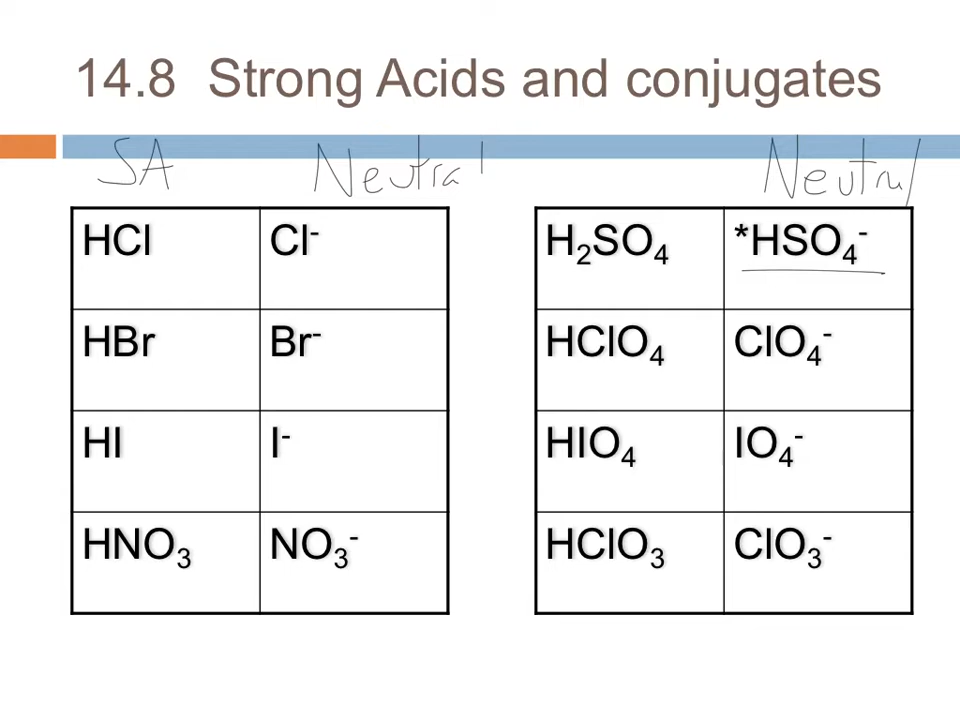 14.8 Strong Acids and conjugates
SA Neutral Neutral
HCl Cl⁻ H₂SO₄ *HSO₄⁻
HBr Br⁻ HClO₄ ClO₄⁻
HI I⁻ HIO₄ IO₄⁻
HNO₃ NO₃⁻ HClO₃ ClO₃⁻